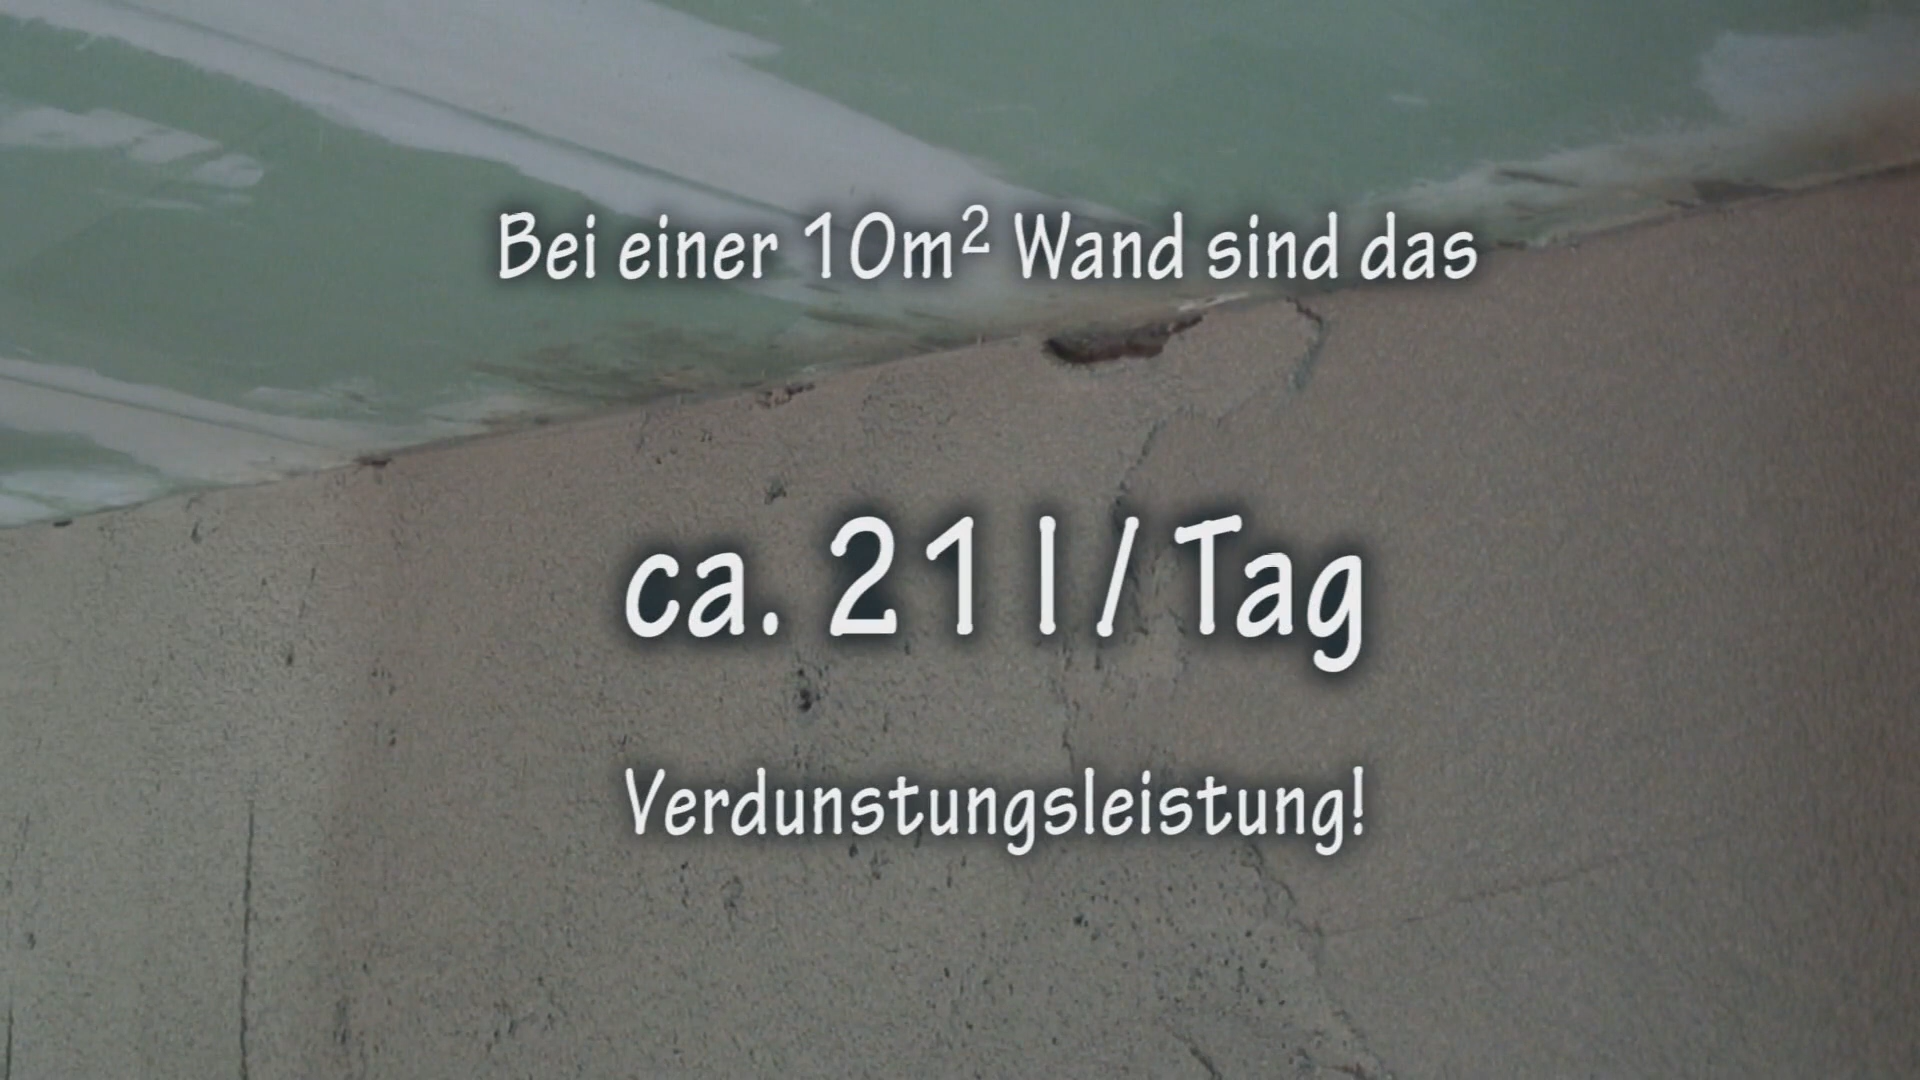 Bei einer 10m² Wand sind das
ca. 21 l / Tag
Verdunstungsleistung!